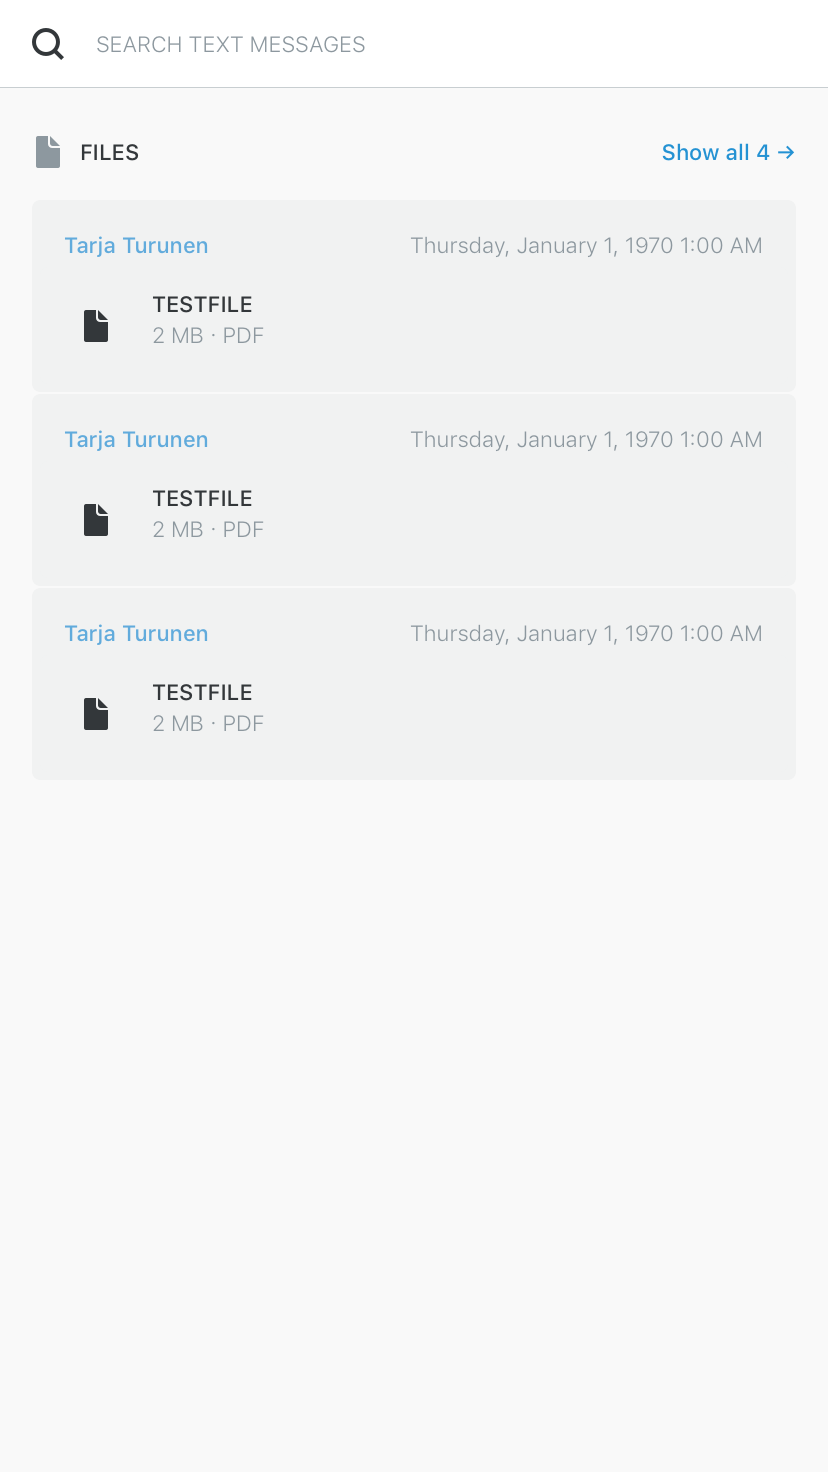 SEARCH TEXT MESSAGES
FILES
Show all 4 →
Tarja Turunen
Thursday, January 1, 1970 1:00 AM
TESTFILE
2 MB · PDF
Tarja Turunen
Thursday, January 1, 1970 1:00 AM
TESTFILE
2 MB · PDF
Tarja Turunen
Thursday, January 1, 1970 1:00 AM
TESTFILE
2 MB · PDF